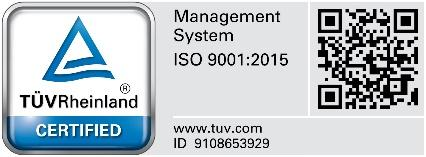 TÜVRheinland®
CERTIFIED
Management
System
ISO 9001:2015
www.tuv.com
ID 9108653929